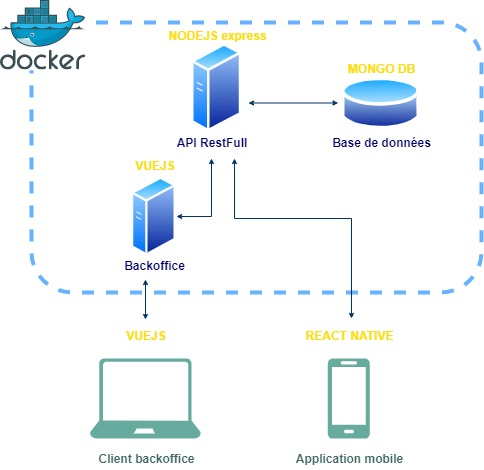 docker
NODEJS express
MONGO DB
API RestFull
Base de données
VUEJS
Backoffice
VUEJS
REACT NATIVE
Client backoffice
Application mobile